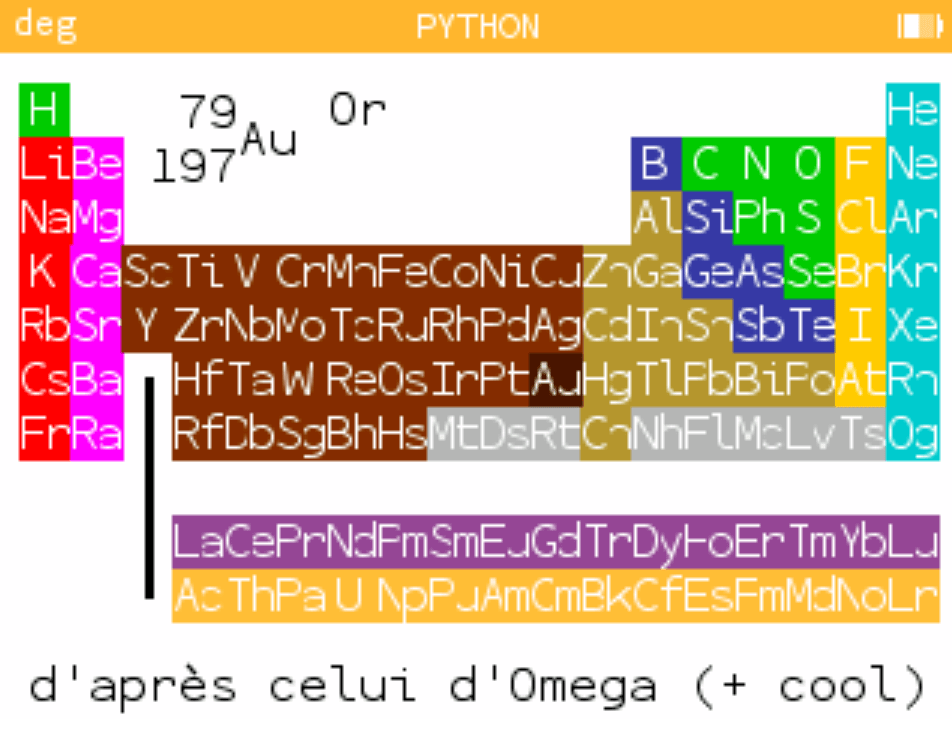 deg PYTHON
H 79 Au Or He
Li Be 197 B C N O F Ne
Na Mg Al Si Ph S Cl Ar
K Ca Sc Ti V Cr Mn Fe Co Ni Cu Zn Ga Ge As Se Br Kr
Rb Sr Y Zr Nb Mo Tc Ru Rh Pd Ag Cd In Sn Sb Te I Xe
Cs Ba Hf Ta W Re Os Ir Pt Au Hg Tl Pb Bi Po At Rn
Fr Ra Rf Db Sg Bh Hs Mt Ds Rt Cn Nh Fl Mc Lv Ts Og
La Ce Pr Nd Fm Sm Eu Gd Tr Dy Ho Er Tm Yb Lu
Ac Th Pa U Np Pu Am Cm Bk Cf Es Fm Md No Lr
d'après celui d'Omega (+ cool)